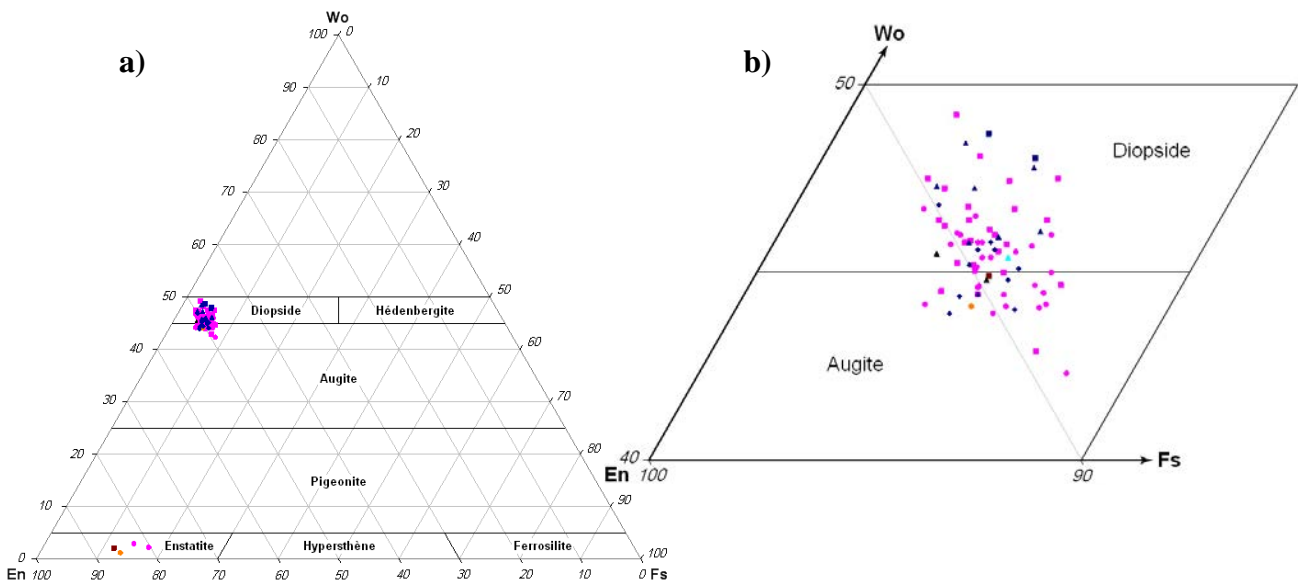 a)
Wo
100 0
90 10
80 20
70 30
60 40
50 Diopside Hédenbergite 50
40 60
Augite
30 70
20 80
Pigeonite
10 90
0 Enstatite Hypersthène Ferrosilite 100
En 100 90 80 70 60 50 40 30 20 10 0 Fs
b)
Wo
50
Diopside
Augite
40
En 100 90 Fs